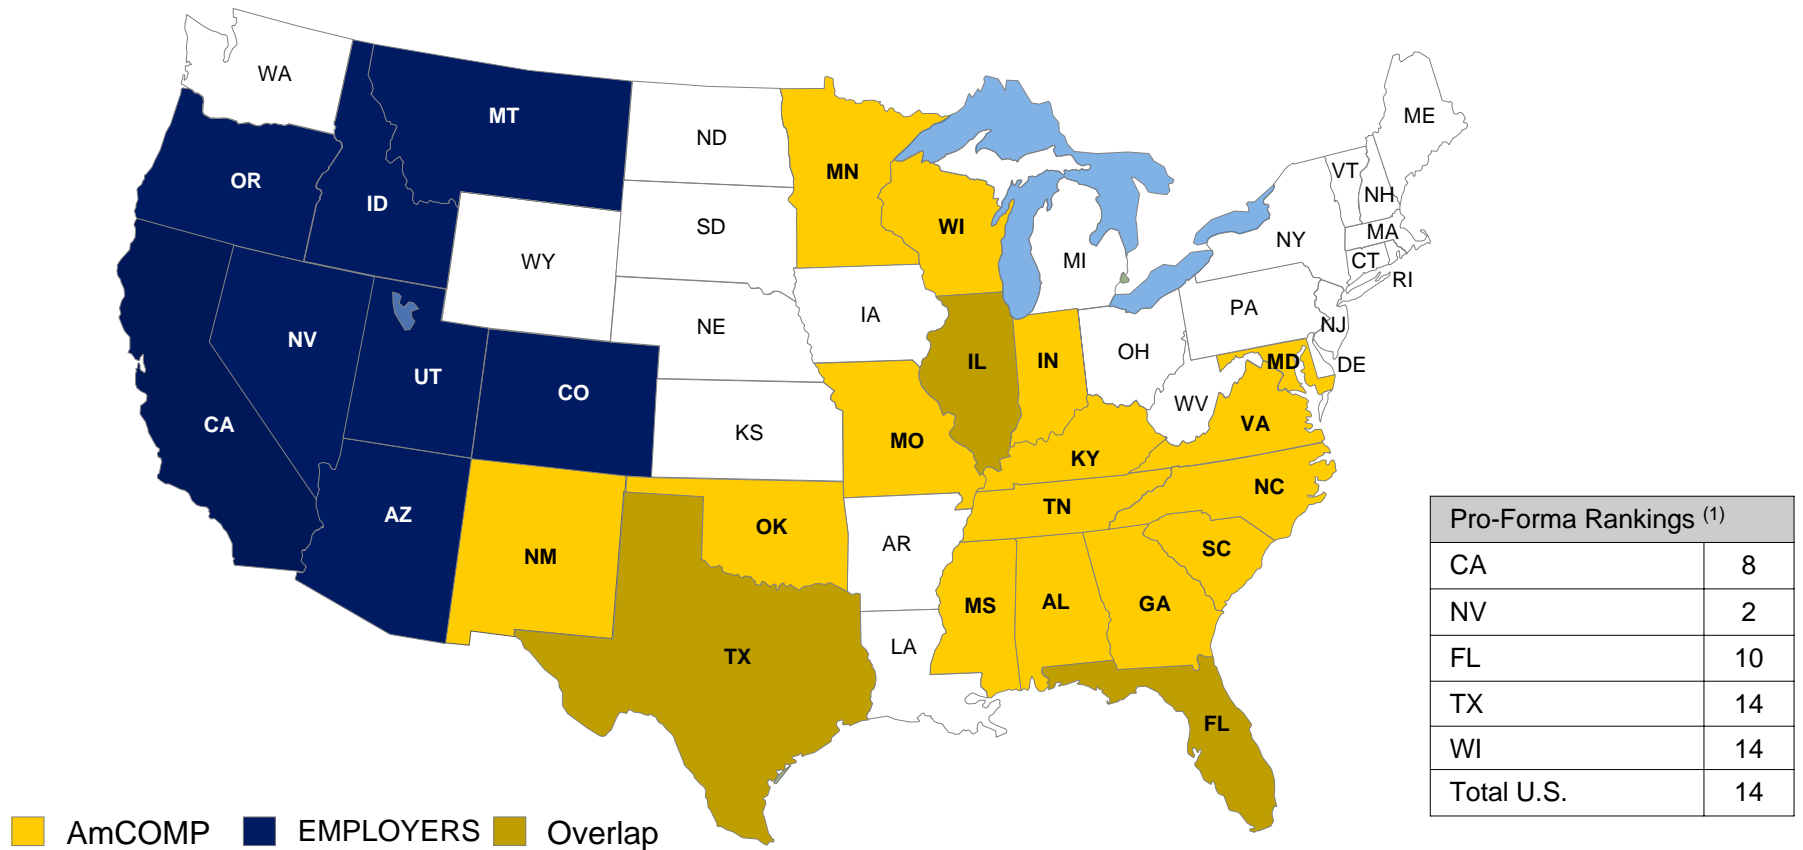 WA
MT
ND
ME
OR
ID
MN
VT
NH
SD
WI
MA
WY
MI
NY
CT
RI
NE
IA
PA
NJ
NV
UT
CO
IL
IN
OH
MD
DE
CA
KS
MO
WV
VA
KY
AZ
NM
OK
AR
TN
NC
SC
MS
AL
GA
TX
LA
FL
Pro-Forma Rankings (1)
CA 8
NV 2
FL 10
TX 14
WI 14
Total U.S. 14
AmCOMP EMPLOYERS Overlap